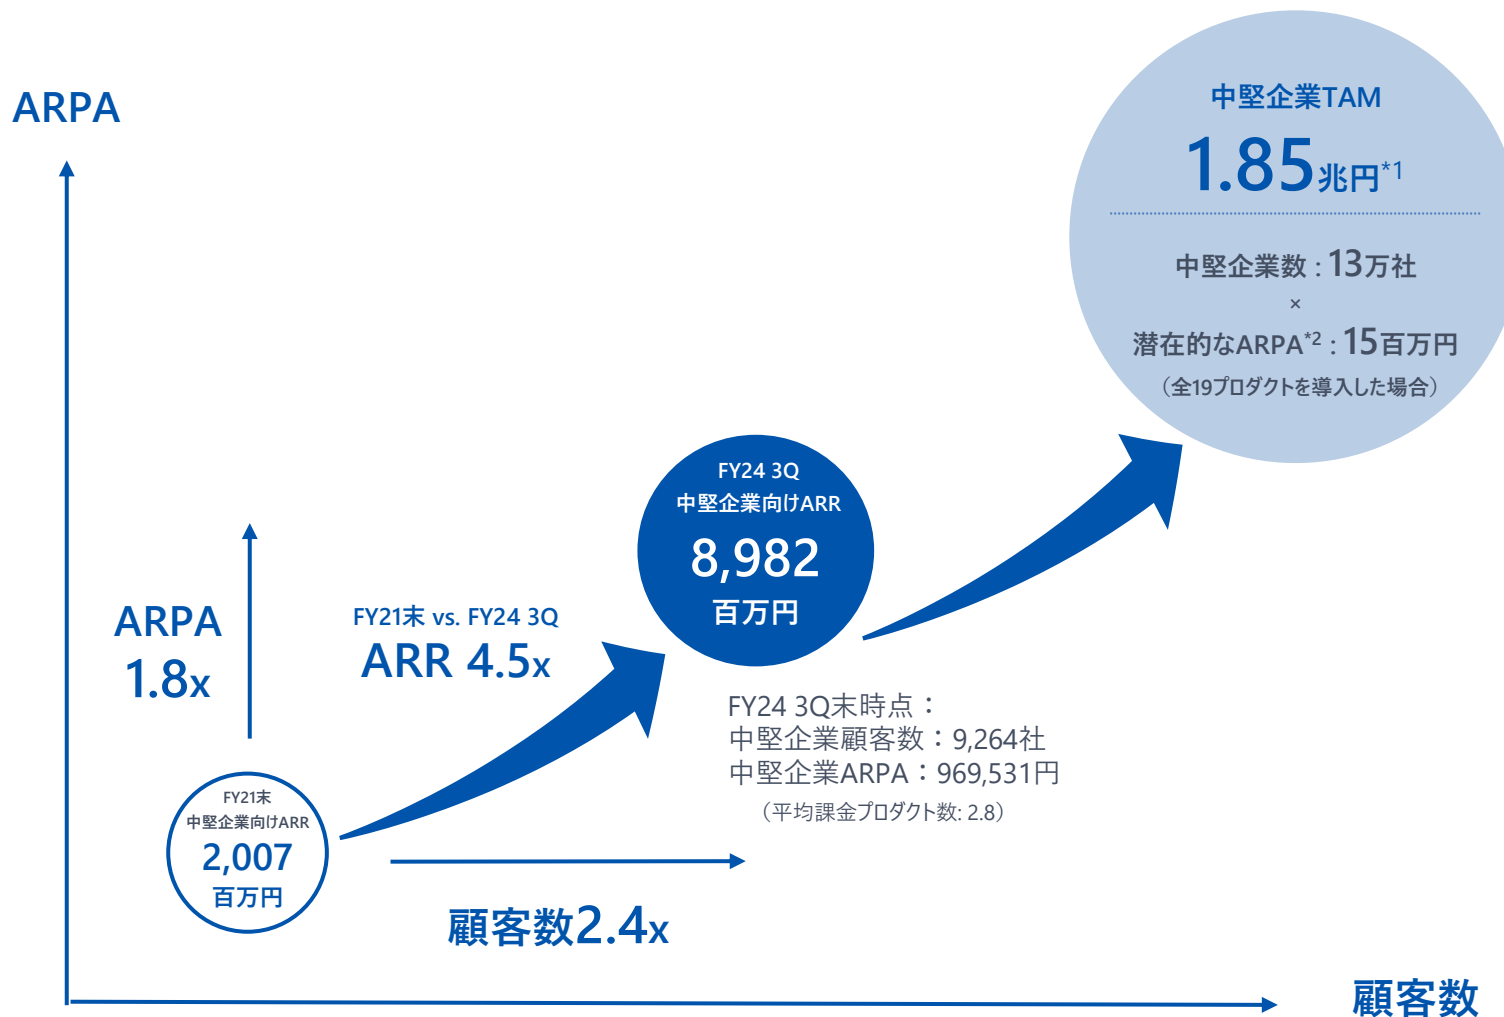 ARPA
中堅企業TAM
1.85兆円*1
中堅企業数 : 13万社
×
潜在的なARPA*2 : 15百万円
（全19プロダクトを導入した場合）
FY24 3Q
中堅企業向けARR
8,982
百万円
ARPA
1.8x
FY21末 vs. FY24 3Q
ARR 4.5x
FY24 3Q末時点：
中堅企業顧客数：9,264社
中堅企業ARPA：969,531円
（平均課金プロダクト数: 2.8）
FY21末
中堅企業向けARR
2,007
百万円
顧客数2.4x
顧客数